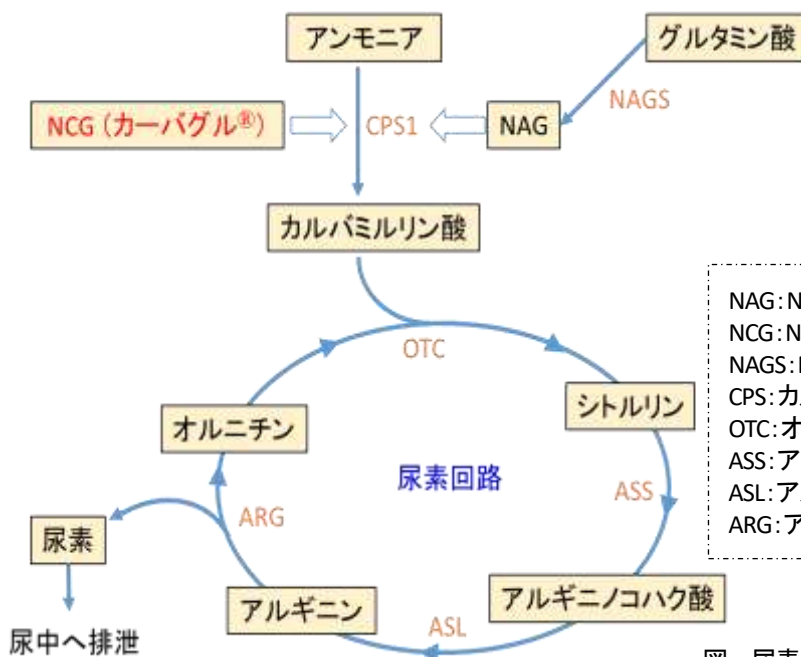 アンモニア
グルタミン酸
NAGS
NCG (カーバグル®)
CPS1
NAG
カルバミルリン酸
OTC
オルニチン
シトルリン
尿素回路
ARG
ASS
尿素
アルギニン
アルギニノコハク酸
ASL
尿中へ排泄
NAG:N
NCG:N
NAGS:
CPS:カ
OTC:オ
ASS:ア
ASL:ア
ARG:ア
図 尿素